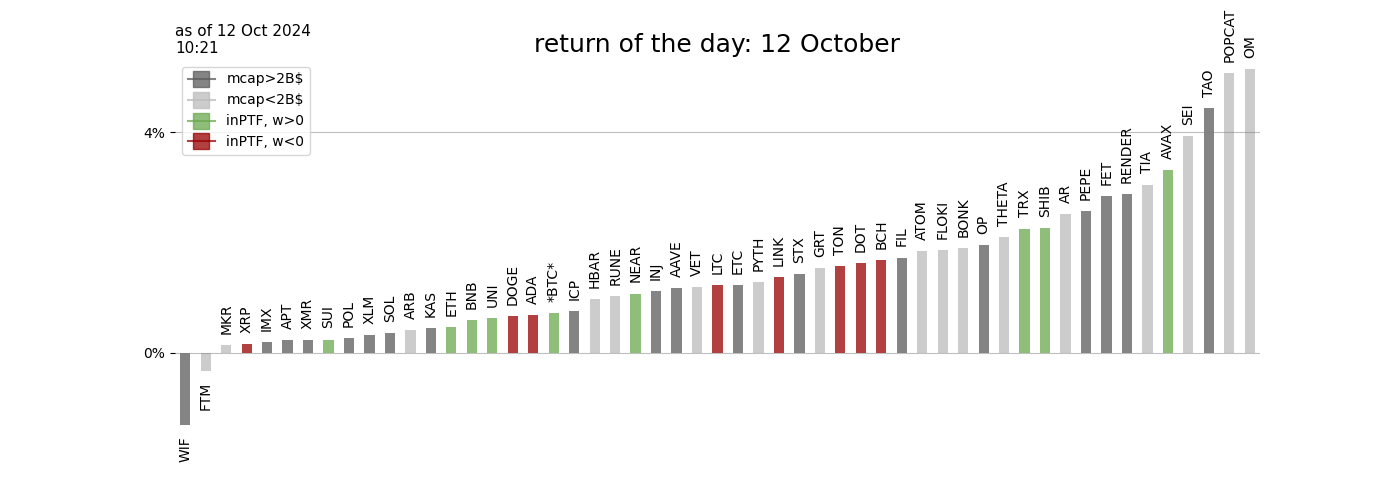 as of 12 Oct 2024
10:21
return of the day: 12 October
mcap>2B$
mcap<2B$
inPTF, w>0
inPTF, w<0
4%
0%
WIF
FTM
MKR
XRP
IMX
APT
XMR
SUI
POL
XLM
SOL
ARB
KAS
ETH
BNB
UNI
DOGE
ADA
*BTC*
ICP
HBAR
RUNE
NEAR
INJ
AAVE
VET
LTC
ETC
PYTH
LINK
STX
GRT
TON
DOT
BCH
FIL
ATOM
FLOKI
BONK
OP
THETA
TRX
SHIB
AR
PEPE
FET
RENDER
TIA
AVAX
SEI
TAO
POPCAT
OM